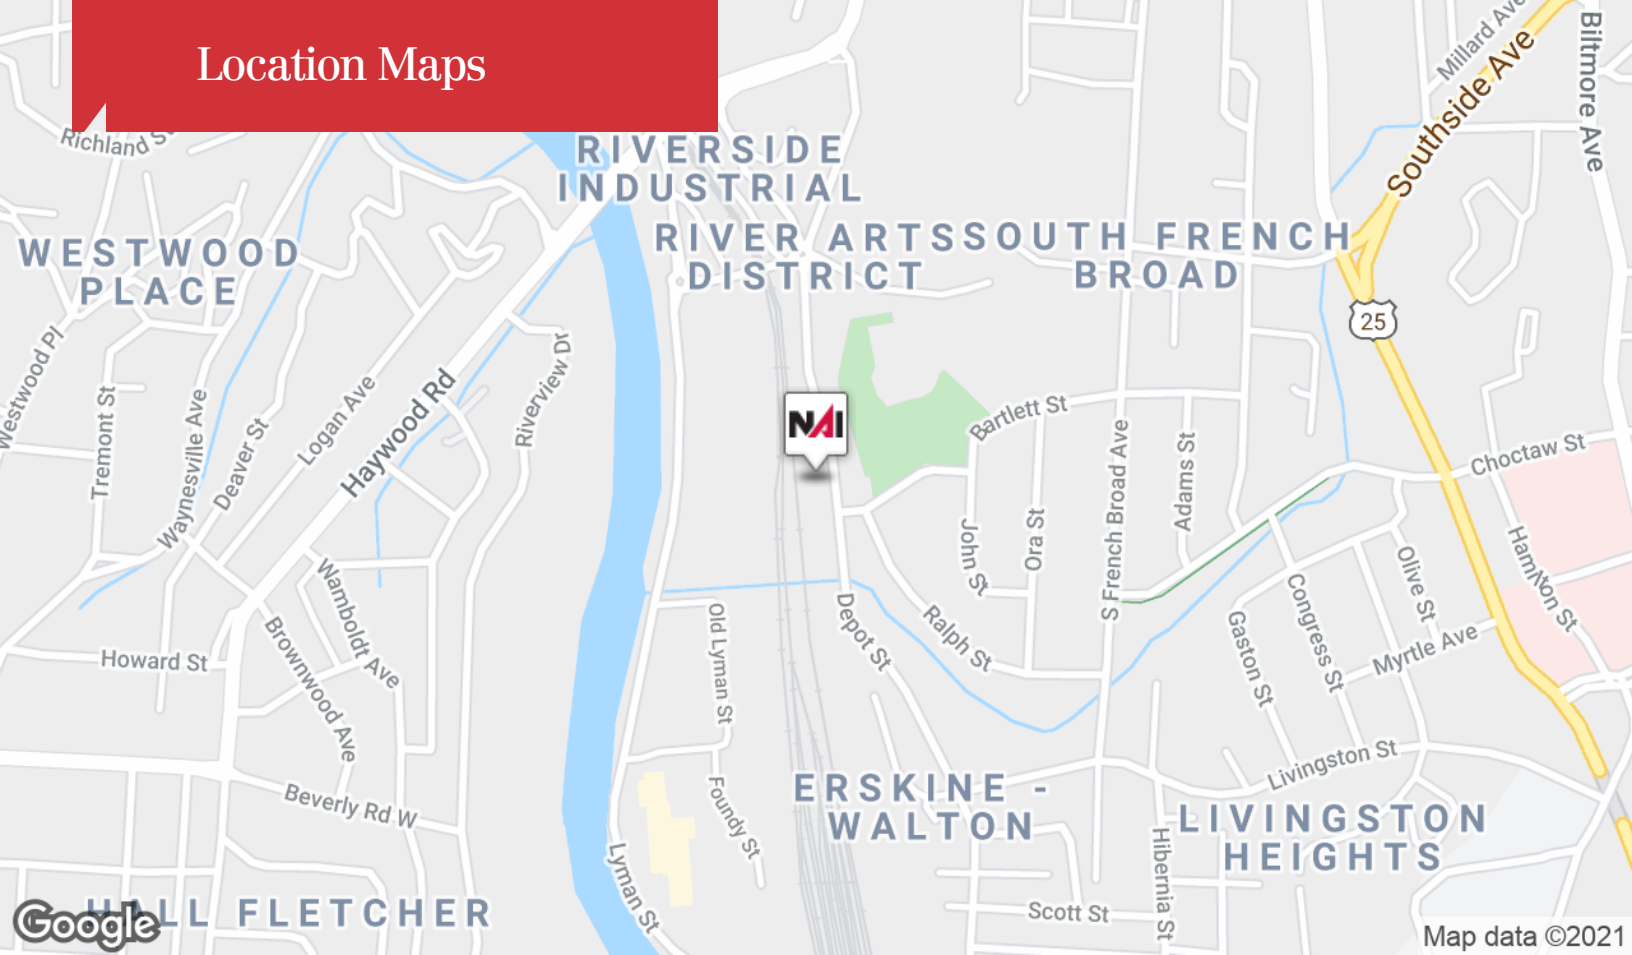 Location Maps
Millard Ave
Biltmore Ave
Southside Ave
Richland St
RIVERSIDE
INDUSTRIAL
RIVER ARTS
DISTRICT
SOUTH FRENCH
BROAD
WESTWOOD
PLACE
25
Westwood Pl
Tremont St
Waynesville Ave
Deaver St
Logan Ave
Haywood Rd
Riverview Dr
NAI
Bartlett St
S French Broad Ave
Adams St
Choctaw St
John St
Ora St
Hamilton St
Olive St
Congress St
Gaston St
Myrtle Ave
Wamboldt Ave
Brownwood Ave
Howard St
Old Lyman St
Depot St
Ralph St
Livingston St
Beverly Rd W
Foundy St
ERSKINE -
WALTON
LIVINGSTON
HEIGHTS
Hibernia St
Lyman St
Scott St
HALL FLETCHER
Google
Map data ©2021